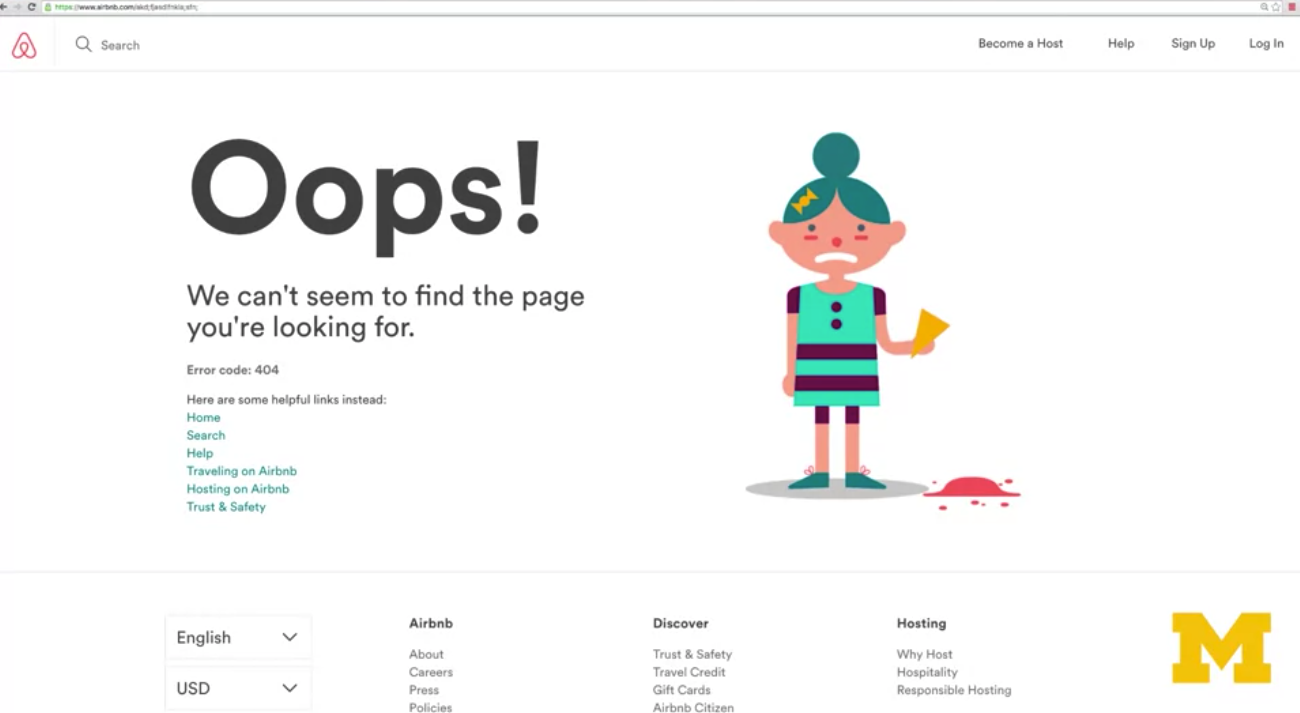 https://www.airbnb.com/
Search
Become a Host
Help
Sign Up
Log In
Oops!
We can't seem to find the page
you're looking for.
Error code: 404
Here are some helpful links instead:
Home
Search
Help
Traveling on Airbnb
Hosting on Airbnb
Trust & Safety
English
USD
Airbnb
About
Careers
Press
Policies
Discover
Trust & Safety
Travel Credit
Gift Cards
Airbnb Citizen
Hosting
Why Host
Hospitality
Responsible Hosting
M